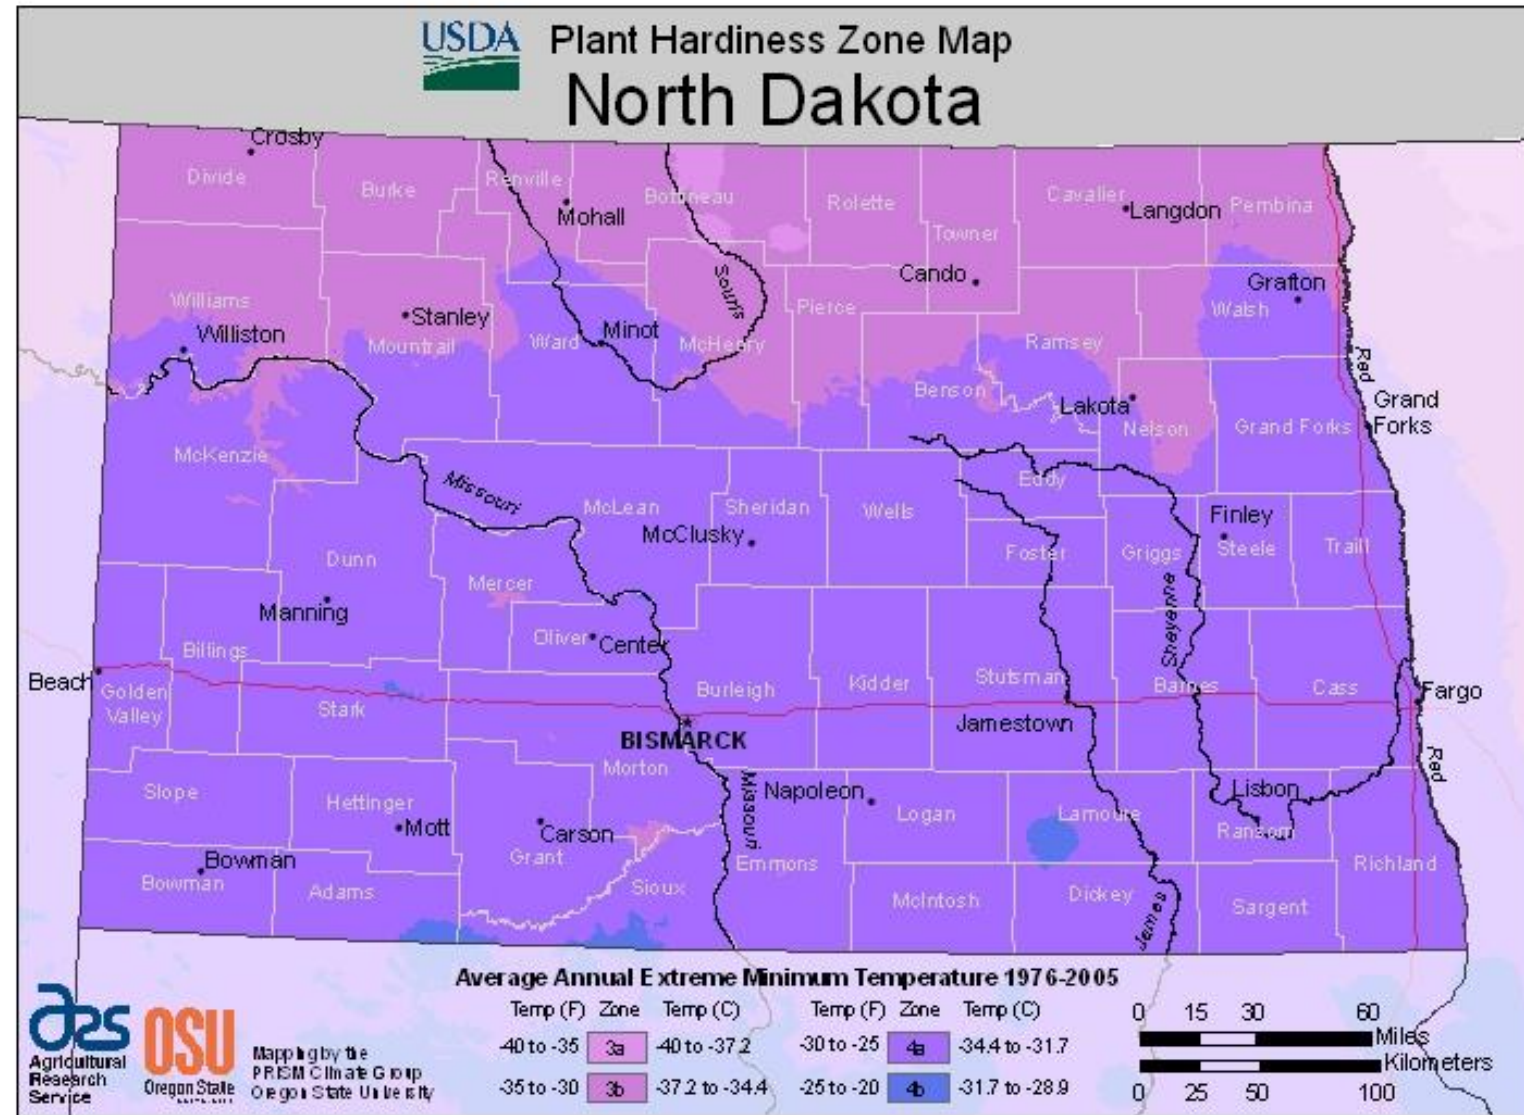 USDA Plant Hardiness Zone Map
North Dakota
Crosby
Divide
Burke
Renville
Bottineau
Rolette
Towner
Cavalier
Langdon
Pembina
Mohall
Cando
Souris
Pierce
Grafton
Walsh
Williams
Williston
Stanley
Mountrail
Ward
Minot
McHenry
Ramsey
Benson
Lakota
Nelson
Red
Grand
Forks
Grand Forks
McKenzie
Missouri
McLean
Sheridan
McClusky
Wells
Eddy
Foster
Griggs
Finley
Steele
Traill
Dunn
Manning
Mercer
Oliver
Center
Sheyenne
Billings
Beach
Golden
Valley
Stark
Burleigh
Kidder
Stutsman
Barnes
Cass
Fargo
BISMARCK
Jamestown
Morton
Missouri
Slope
Hettinger
Mott
Carson
Grant
Napoleon
Logan
Lamoure
Lisbon
Ransom
Red
Richland
Bowman
Bowman
Adams
Sioux
Emmons
McIntosh
Dickey
James
Sargent
Average Annual Extreme Minimum Temperature 1976-2005
Temp (F) Zone Temp (C) Temp (F) Zone Temp (C)
-40 to -35 3a -40 to -37.2 -30 to -25 4a -34.4 to -31.7
-35 to -30 3b -37.2 to -34.4 -25 to -20 4b -31.7 to -28.9
0 15 30 60
Miles
Kilometers
0 25 50 100
ars
Agricultural
Research
Service
OSU
Oregon State
Mapping by the
PRISM Climate Group
Oregon State University